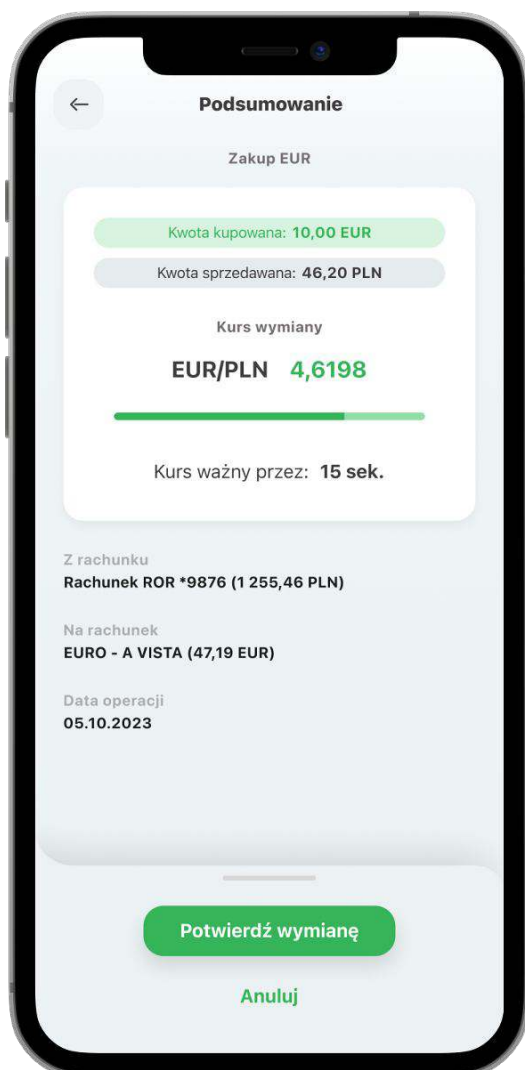 Podsumowanie
Zakup EUR
Kwota kupowana: 10,00 EUR
Kwota sprzedawana: 46,20 PLN
Kurs wymiany
EUR/PLN 4,6198
Kurs ważny przez: 15 sek.
Z rachunku
Rachunek ROR *9876 (1 255,46 PLN)
Na rachunek
EURO - A VISTA (47,19 EUR)
Data operacji
05.10.2023
Potwierdź wymianę
Anuluj